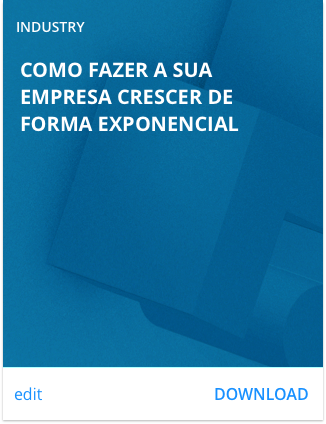 INDUSTRY
COMO FAZER A SUA
EMPRESA CRESCER DE
FORMA EXPONENCIAL
edit
DOWNLOAD